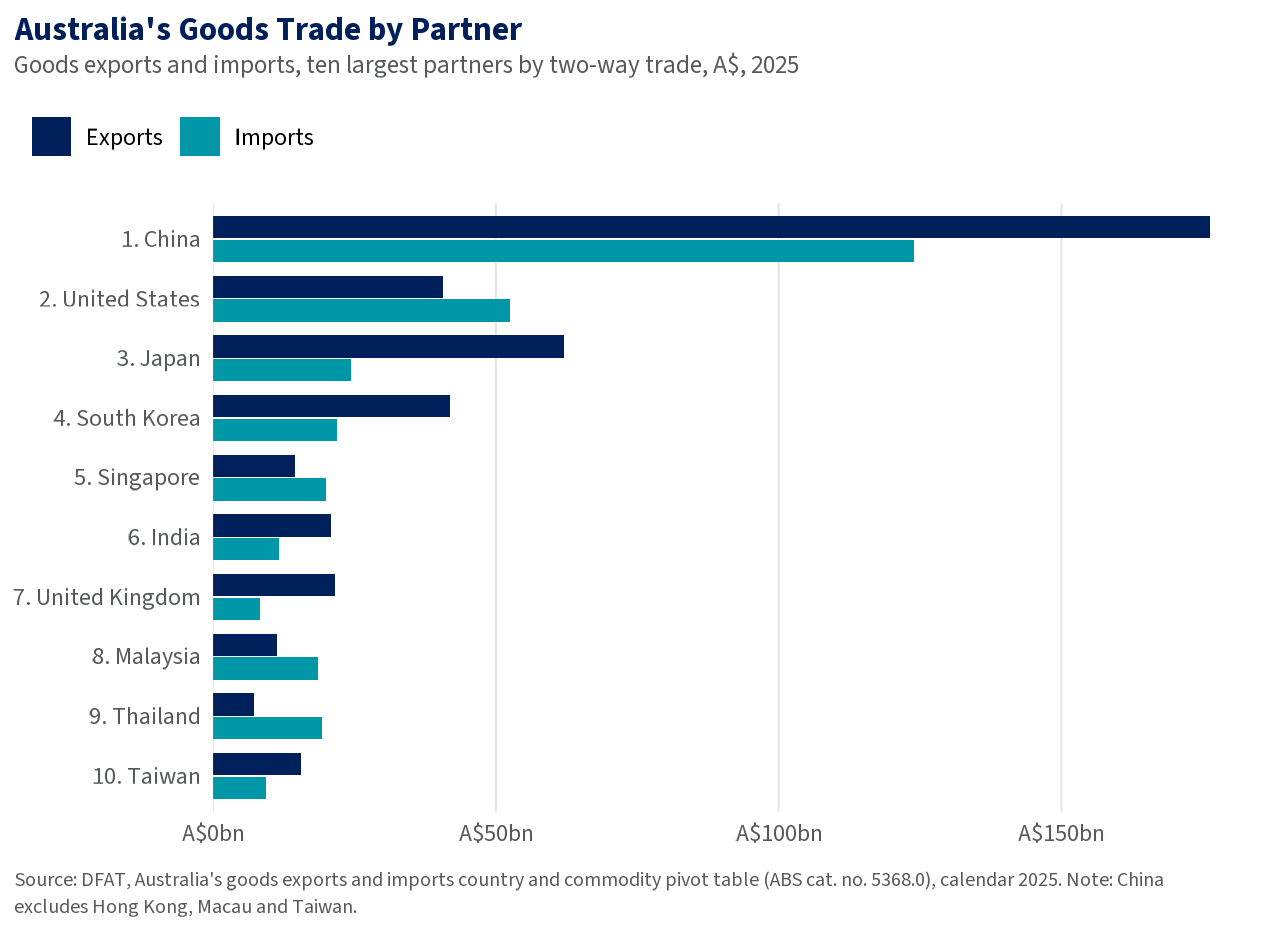 Australia's Goods Trade by Partner
Goods exports and imports, ten largest partners by two-way trade, A$, 2025
Exports Imports
1. China
2. United States
3. Japan
4. South Korea
5. Singapore
6. India
7. United Kingdom
8. Malaysia
9. Thailand
10. Taiwan
A$0bn A$50bn A$100bn A$150bn
Source: DFAT, Australia's goods exports and imports country and commodity pivot table (ABS cat. no. 5368.0), calendar 2025. Note: China
excludes Hong Kong, Macau and Taiwan.